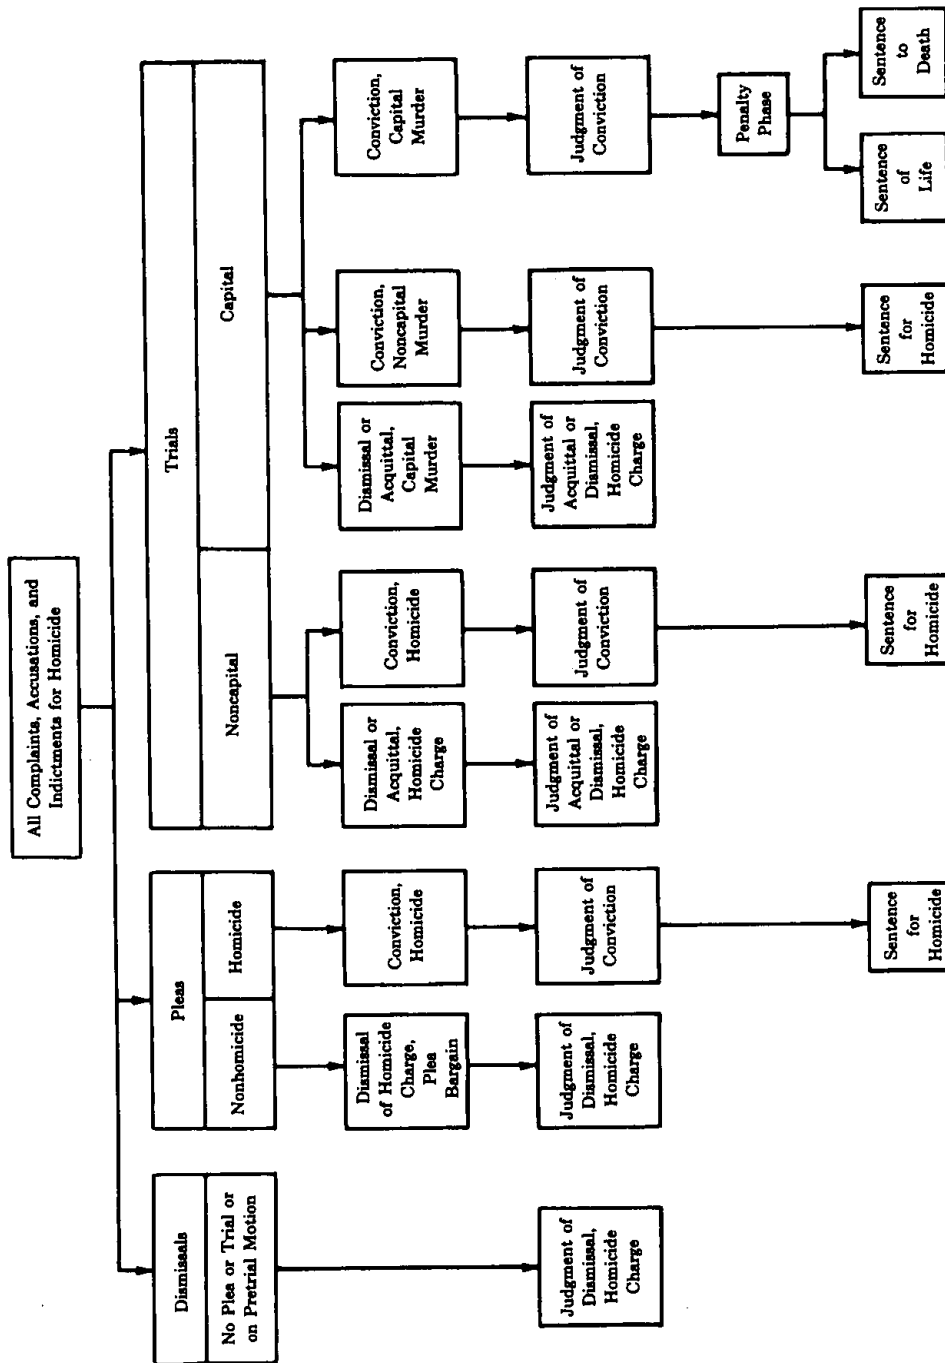 All Complaints, Accusations, and
Indictments for Homicide
Dismissals
No Plea or Trial or
on Pretrial Motion
Pleas
Nonhomicide
Homicide
Trials
Noncapital
Capital
Dismissal
of Homicide
Charge,
Plea
Bargain
Conviction,
Homicide
Dismissal or
Acquittal,
Homicide
Charge
Conviction,
Homicide
Dismissal or
Acquittal,
Capital
Murder
Conviction,
Noncapital
Murder
Conviction,
Capital
Murder
Judgment of
Dismissal,
Homicide
Charge
Judgment of
Dismissal,
Homicide
Charge
Judgment of
Conviction
Judgment of
Acquittal or
Dismissal,
Homicide
Charge
Judgment of
Conviction
Judgment of
Acquittal or
Dismissal,
Homicide
Charge
Judgment of
Conviction
Judgment of
Conviction
Penalty
Phase
Sentence
for
Homicide
Sentence
for
Homicide
Sentence
for
Homicide
Sentence
of
Life
Sentence
to
Death